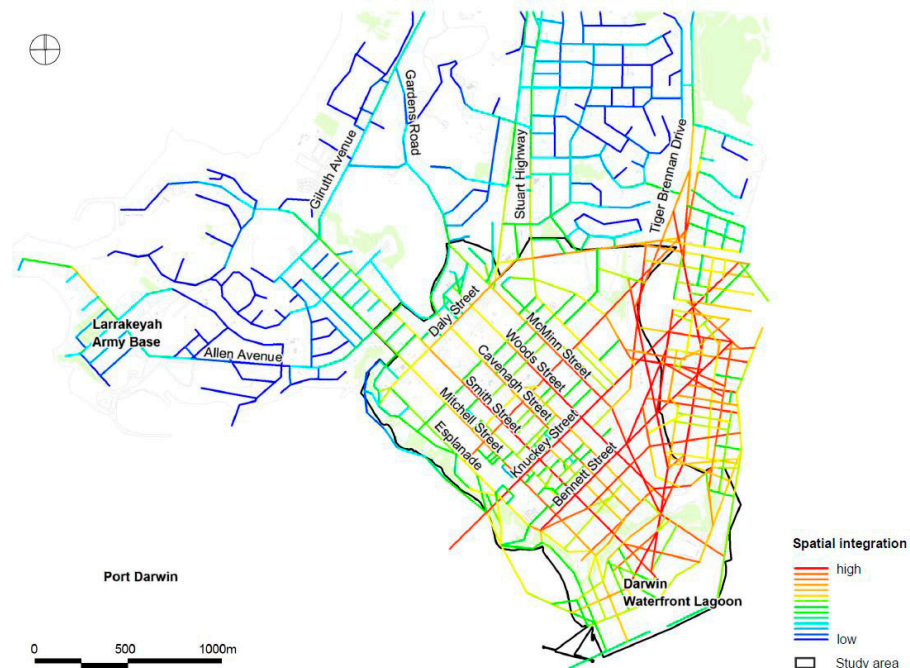 Gilruth Avenue
Gardens Road
Stuart Highway
Tiger Brennan Drive
Larrakeyah
Army Base
Allen Avenue
Daly Street
McMinn Street
Woods Street
Cavenagh Street
Smith Street
Mitchell Street
Esplanade
Knuckey Street
Bennett Street
Port Darwin
Darwin
Waterfront Lagoon
0 500 1000m
Spatial integration
high
low
Study area